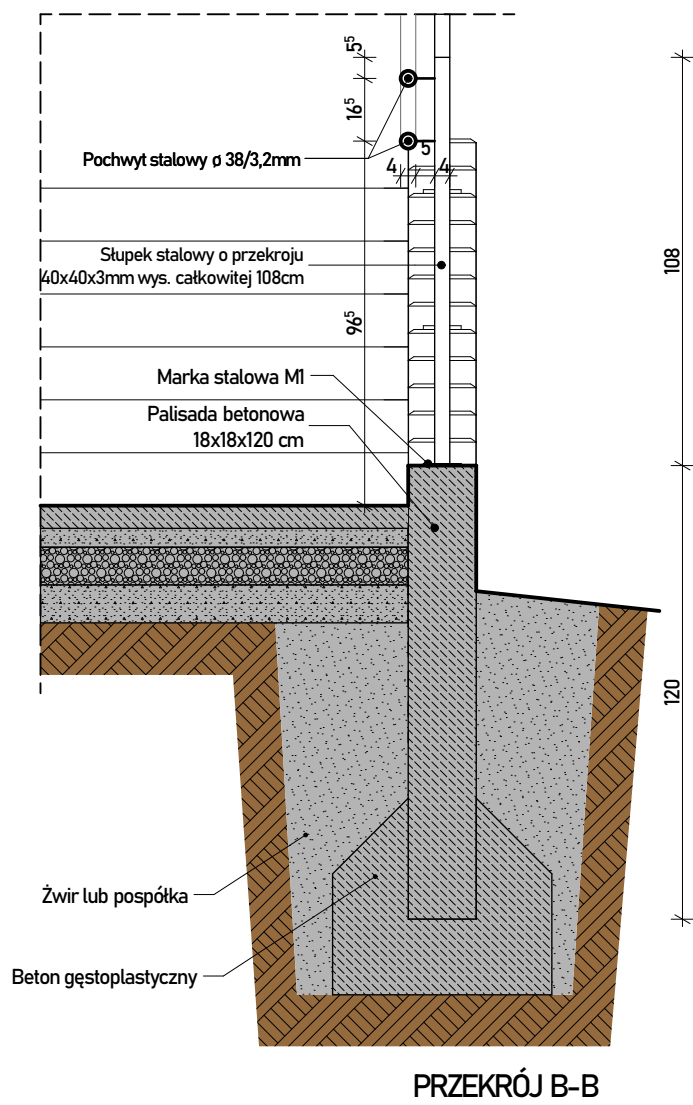 5⁵
16⁵
Pochwyt stalowy ø 38/3,2mm
5
4
4
108
Słupek stalowy o przekroju
40x40x3mm wys. całkowitej 108cm
96⁵
Marka stalowa M1
Palisada betonowa
18x18x120 cm
120
Żwir lub pospółka
Beton gęstoplastyczny
PRZEKRÓJ B-B